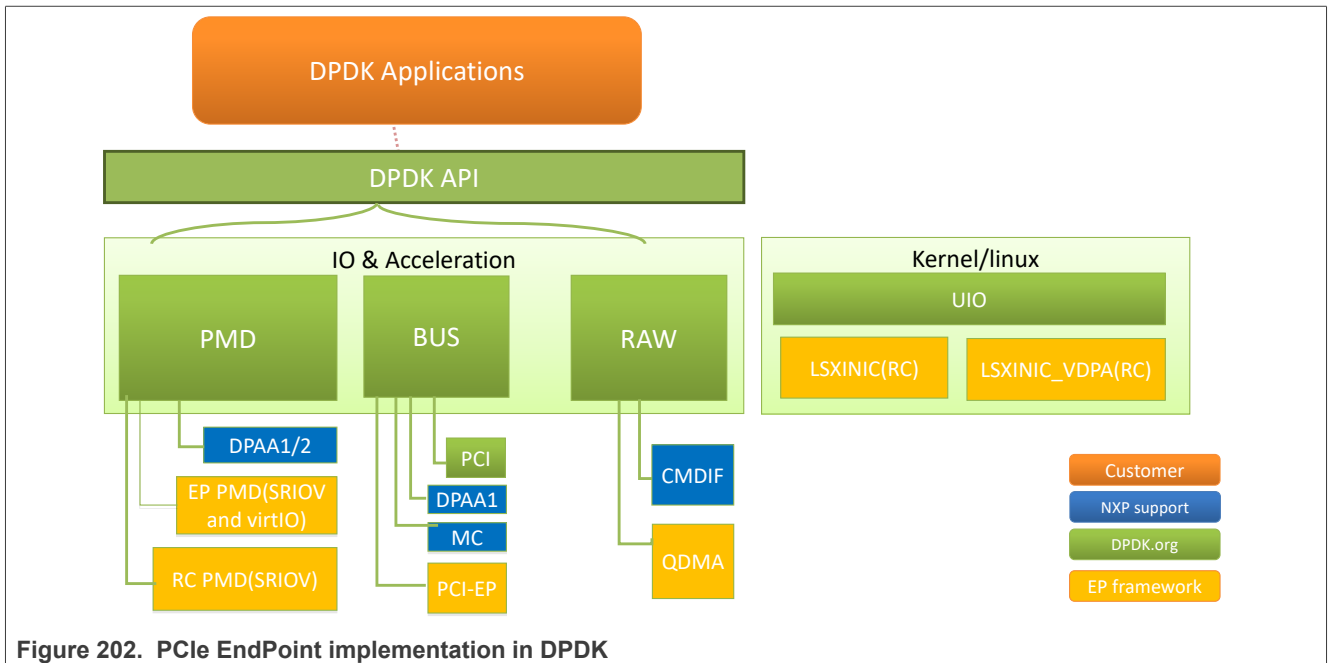 DPDK Applications
DPDK API
IO & Acceleration
PMD
BUS
RAW
Kernel/linux
UIO
LSXINIC(RC)
LSXINIC_VDPA(RC)
DPAA1/2
EP PMD(SRIOV
and virtIO)
RC PMD(SRIOV)
PCI
DPAA1
MC
PCI-EP
CMDIF
QDMA
Customer
NXP support
DPDK.org
EP framework
Figure 202. PCIe EndPoint implementation in DPDK